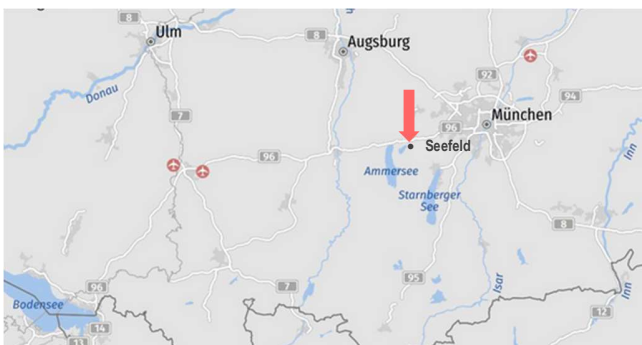 8
Ulm
8
Augsburg
92
Donau
94
7
München
96
Seefeld
96
Ammersee
Inn
Starnberger
See
8
95
7
96
Isar
Inn
Bodensee
12
14
13